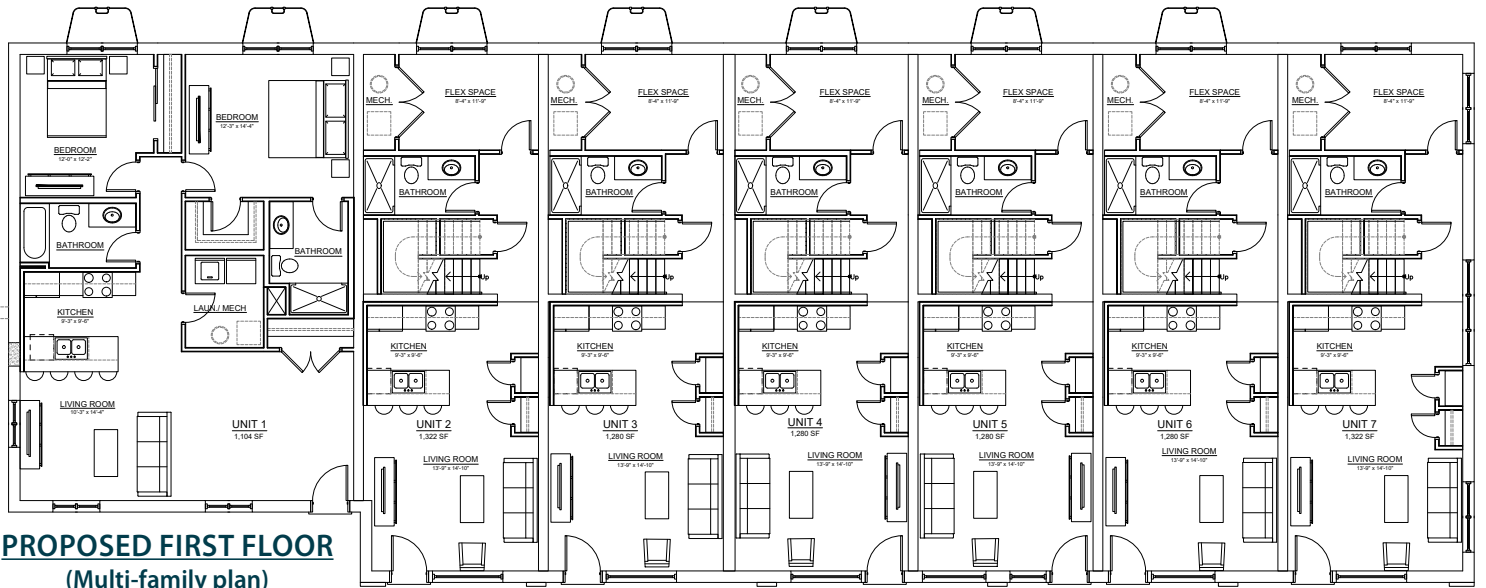 BEDROOM
12'-0" x 12'-2"
BEDROOM
12'-3" x 14'-4"
BATHROOM
BATHROOM
KITCHEN
9'-3" x 9'-6"
LAUN./ MECH
LIVING ROOM
10'-3" x 14'-4"
UNIT 1
1,104 SF
MECH.
FLEX SPACE
8'-4" x 11'-9"
BATHROOM
Up
KITCHEN
9'-3" x 9'-6"
UNIT 2
1,322 SF
LIVING ROOM
13'-9" x 14'-10"
MECH.
FLEX SPACE
8'-4" x 11'-9"
BATHROOM
Up
KITCHEN
9'-3" x 9'-6"
UNIT 3
1,280 SF
LIVING ROOM
13'-9" x 14'-10"
MECH.
FLEX SPACE
8'-4" x 11'-9"
BATHROOM
Up
KITCHEN
9'-3" x 9'-6"
UNIT 4
1,280 SF
LIVING ROOM
13'-9" x 14'-10"
MECH.
FLEX SPACE
8'-4" x 11'-9"
BATHROOM
Up
KITCHEN
9'-3" x 9'-6"
UNIT 5
1,280 SF
LIVING ROOM
13'-9" x 14'-10"
MECH.
FLEX SPACE
8'-4" x 11'-9"
BATHROOM
Up
KITCHEN
9'-3" x 9'-6"
UNIT 6
1,280 SF
LIVING ROOM
13'-9" x 14'-10"
MECH.
FLEX SPACE
8'-4" x 11'-9"
BATHROOM
Up
KITCHEN
9'-3" x 9'-6"
UNIT 7
1,322 SF
LIVING ROOM
13'-9" x 14'-10"
PROPOSED FIRST FLOOR
(Multi-family plan)